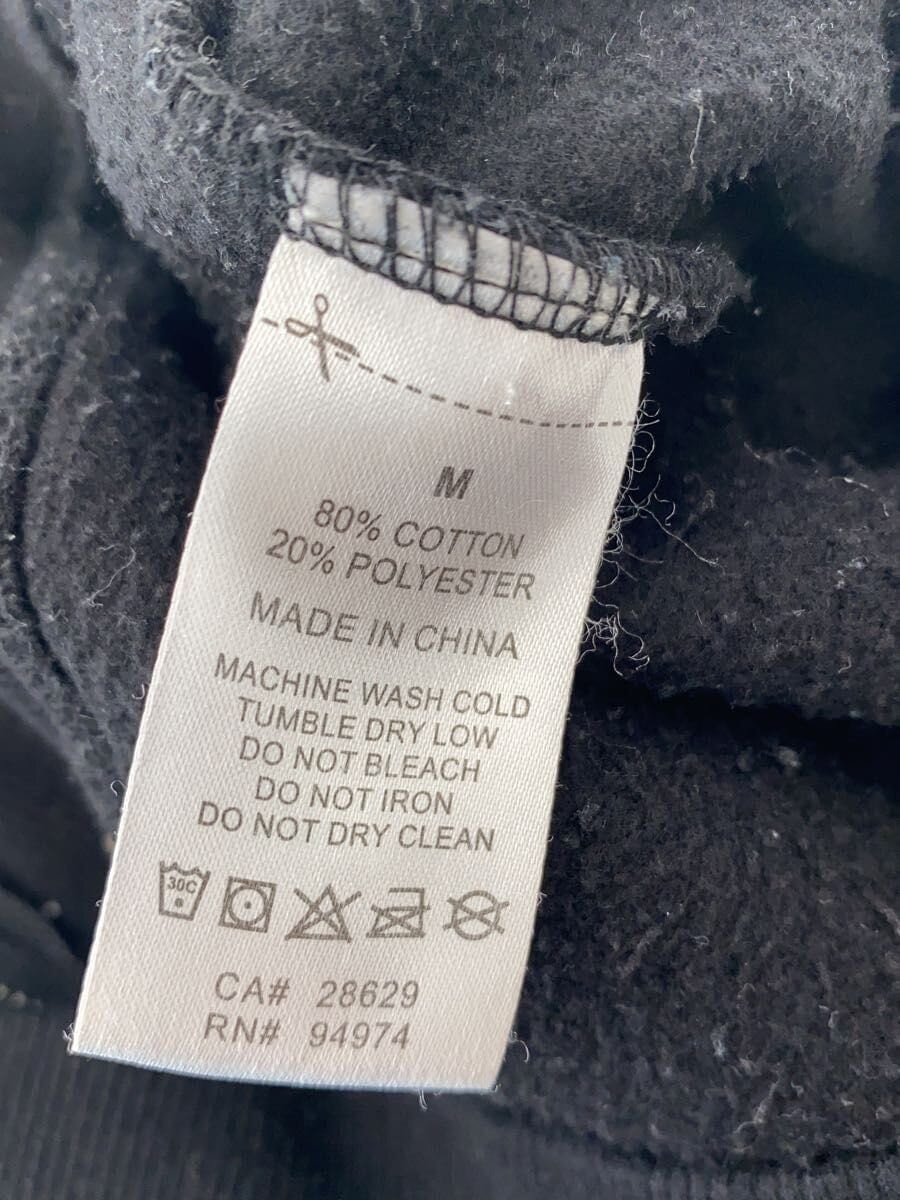 M
80% COTTON
20% POLYESTER
MADE IN CHINA
MACHINE WASH COLD
TUMBLE DRY LOW
DO NOT BLEACH
DO NOT IRON
DO NOT DRY CLEAN
30C
CA# 28629
RN# 94974